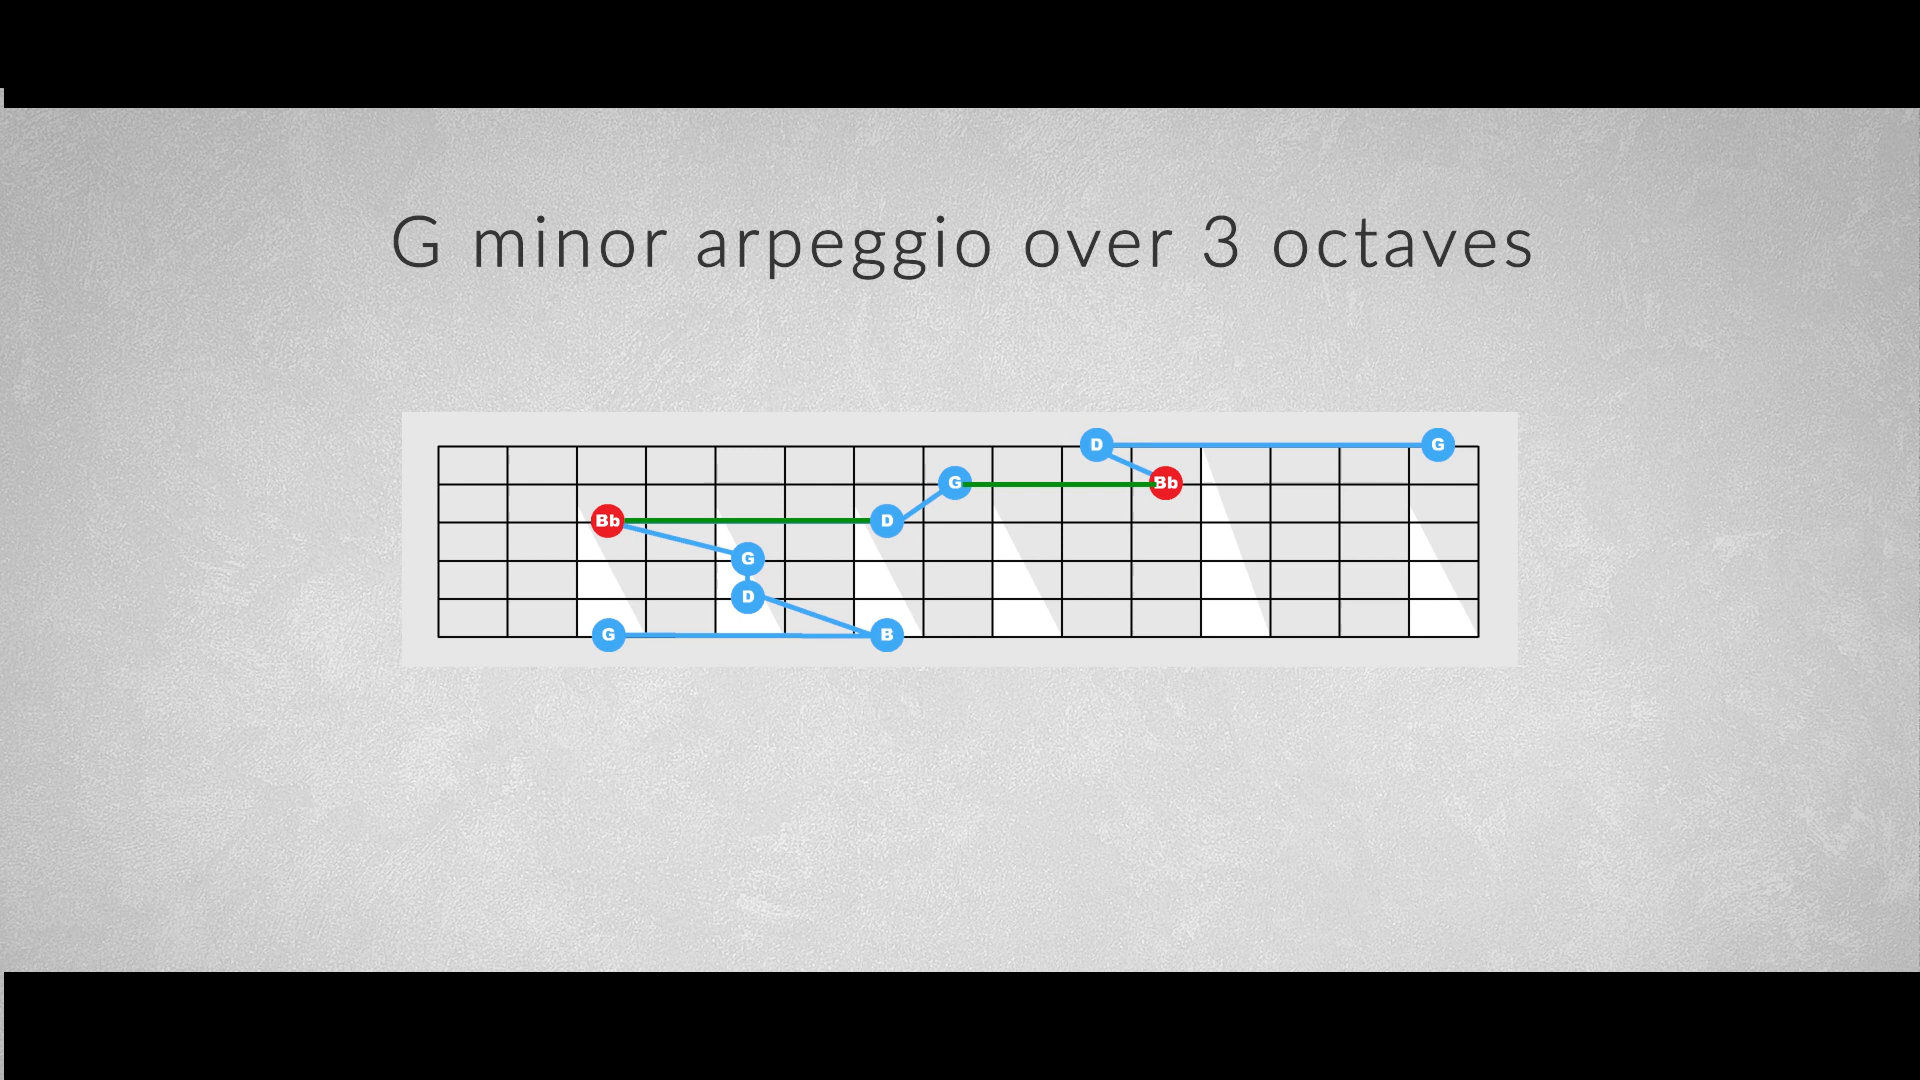 G minor arpeggio over 3 octaves
D G
G Bb
Bb D
G
D
G B